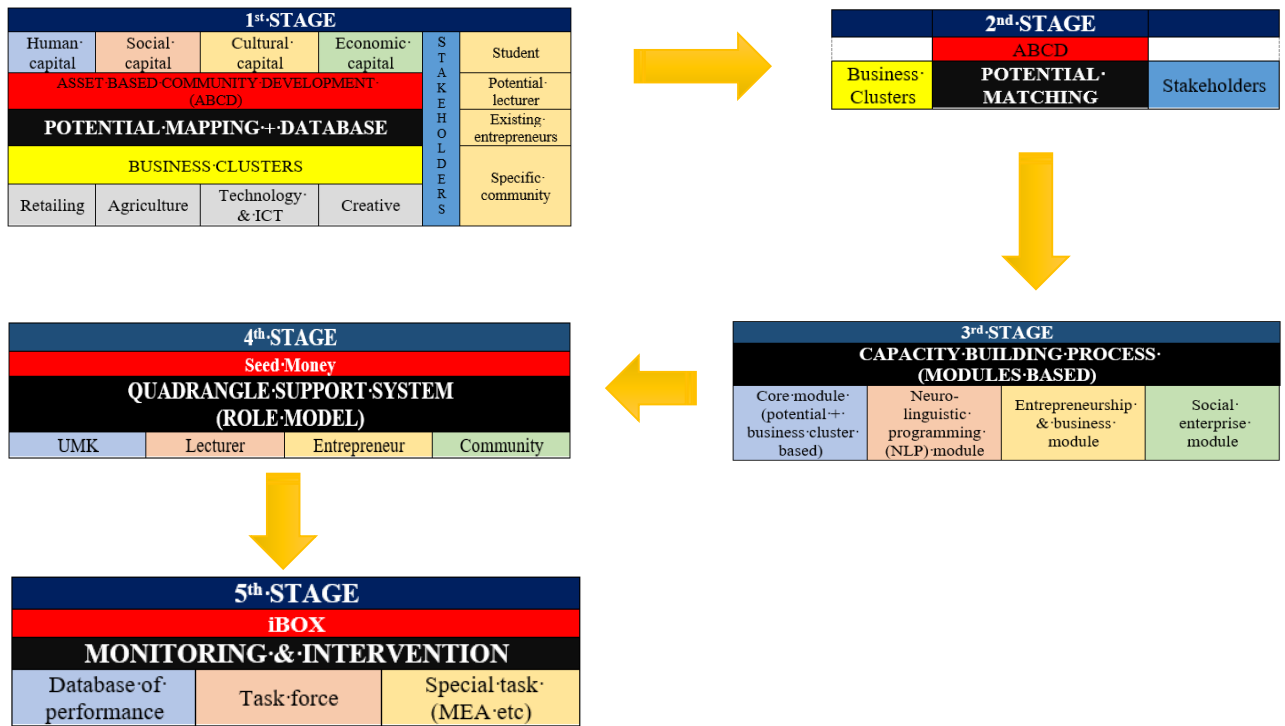 1st·STAGE
Human·
capital
Social·
capital
Cultural·
capital
Economic·
capital
ASSET·BASED·COMMUNITY·DEVELOPMENT·
(ABCD)
POTENTIAL·MAPPING·+·DATABASE
BUSINESS·CLUSTERS
Retailing
Agriculture
Technology·
&·ICT
Creative
S
T
A
K
E
H
O
L
D
E
R
S
Student
Potential·
lecturer
Existing·
entrepreneurs
Specific·
community
2nd·STAGE
ABCD
Business·
Clusters
POTENTIAL·
MATCHING
Stakeholders
3rd·STAGE
CAPACITY·BUILDING·PROCESS·
(MODULES·BASED)
Core·module·
(potential·+·
business·cluster·
based)
Neuro-
linguistic·
programming·
(NLP)·module
Entrepreneurship·
&·business·
module
Social·
enterprise·
module
4th·STAGE
Seed·Money
QUADRANGLE·SUPPORT·SYSTEM
(ROLE·MODEL)
UMK
Lecturer
Entrepreneur
Community
5th·STAGE
iBOX
MONITORING·&·INTERVENTION
Database·of·
performance
Task·force
Special·task·
(MEA·etc)